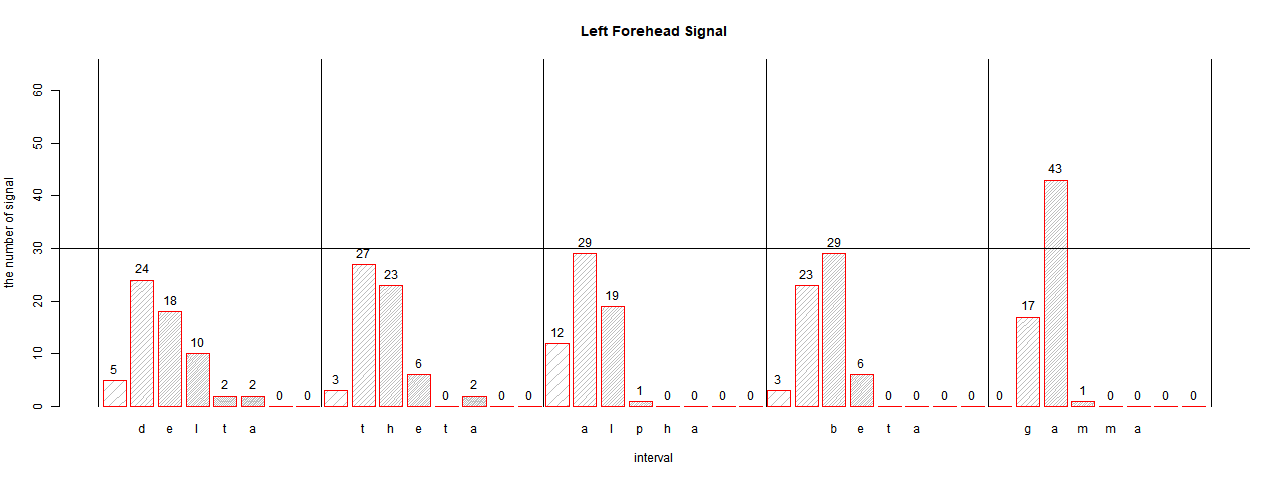 Left Forehead Signal
the number of signal
60
50
40
30
20
10
0
5 24 18 10 2 2 0 0
3 27 23 6 0 2 0 0
12 29 19 1 0 0 0 0
3 23 29 6 0 0 0 0
0 17 43 1 0 0 0 0
d e l t a t h e t a a l p h a b e t a g a m m a
interval